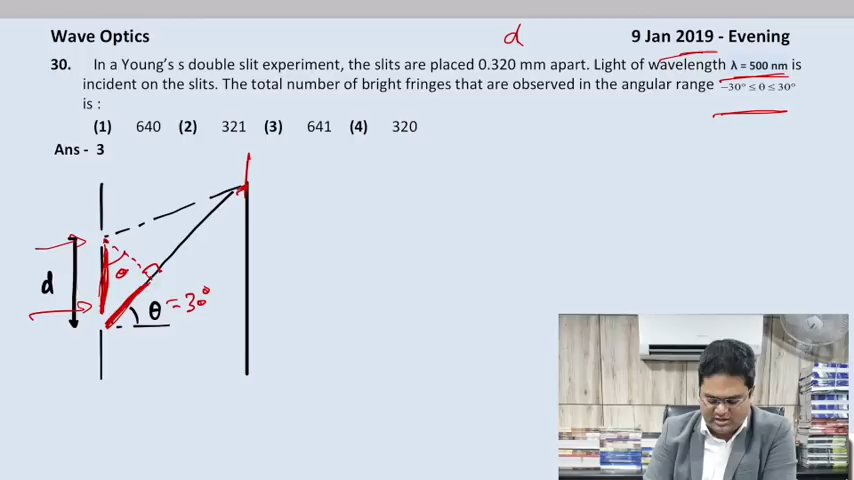 Wave Optics
d
9 Jan 2019 - Evening
30. In a Young's s double slit experiment, the slits are placed 0.320 mm apart. Light of wavelength λ = 500 nm is
incident on the slits. The total number of bright fringes that are observed in the angular range −30° ≤ θ ≤ 30°
is :
(1) 640 (2) 321 (3) 641 (4) 320
Ans - 3
θ
d
θ = 30°